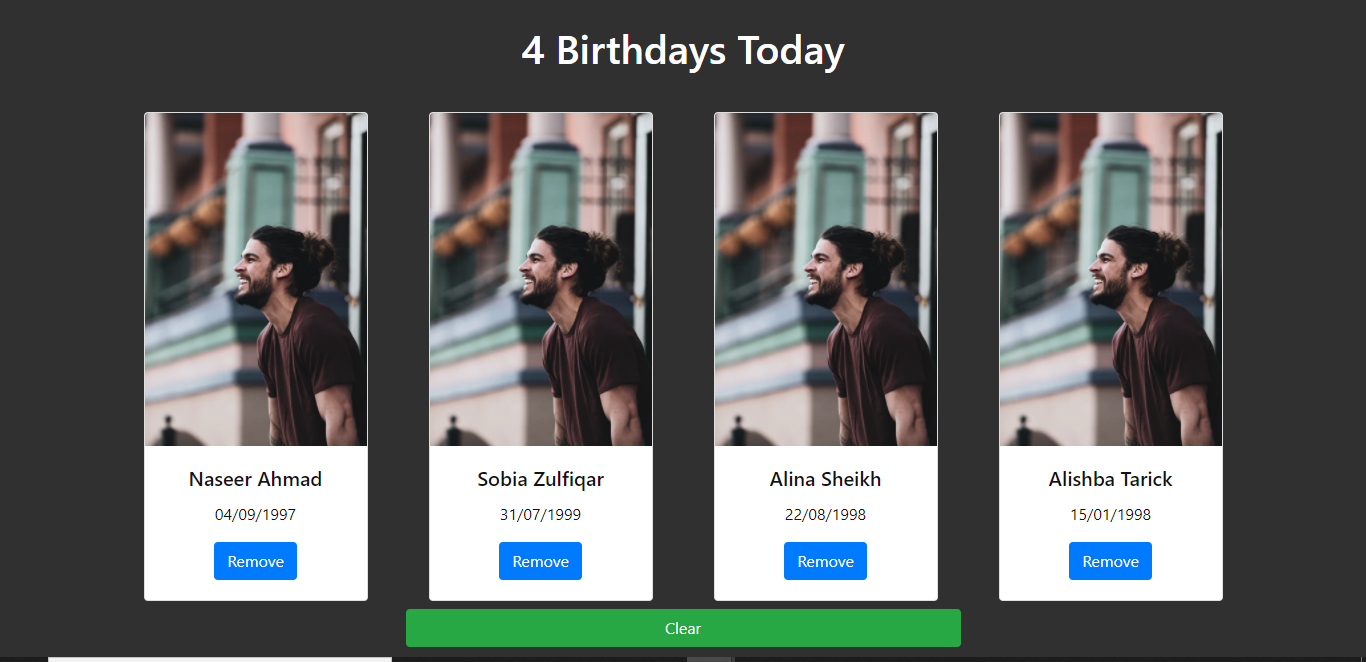 4 Birthdays Today
Naseer Ahmad
04/09/1997
Remove
Sobia Zulfiqar
31/07/1999
Remove
Alina Sheikh
22/08/1998
Remove
Alishba Tarick
15/01/1998
Remove
Clear